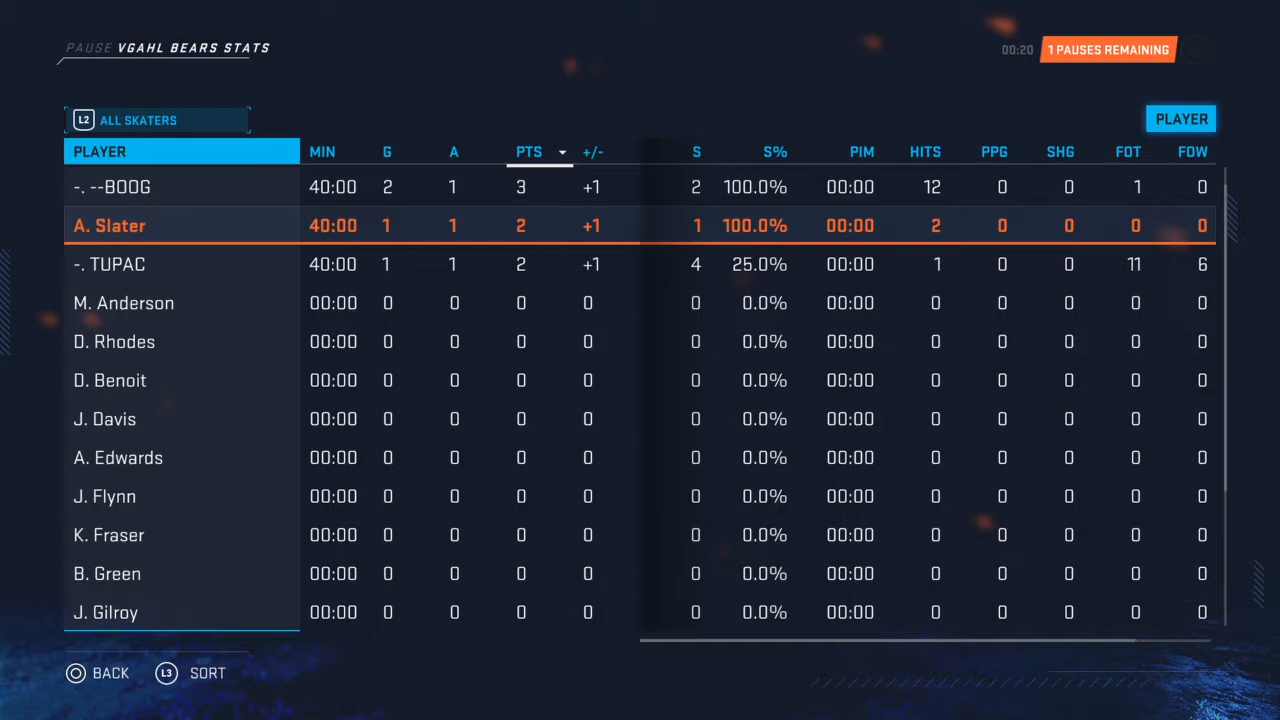 PAUSE VGAHL BEARS STATS
00:20 1 PAUSES REMAINING
L2 ALL SKATERS
PLAYER
PLAYER MIN G A PTS +/- S S% PIM HITS PPG SHG FOT FOW
-. --BOOG 40:00 2 1 3 +1 2 100.0% 00:00 12 0 0 1 0
A. Slater 40:00 1 1 2 +1 1 100.0% 00:00 2 0 0 0 0
-. TUPAC 40:00 1 1 2 +1 4 25.0% 00:00 1 0 0 11 6
M. Anderson 00:00 0 0 0 0 0 0.0% 00:00 0 0 0 0 0
D. Rhodes 00:00 0 0 0 0 0 0.0% 00:00 0 0 0 0 0
D. Benoit 00:00 0 0 0 0 0 0.0% 00:00 0 0 0 0 0
J. Davis 00:00 0 0 0 0 0 0.0% 00:00 0 0 0 0 0
A. Edwards 00:00 0 0 0 0 0 0.0% 00:00 0 0 0 0 0
J. Flynn 00:00 0 0 0 0 0 0.0% 00:00 0 0 0 0 0
K. Fraser 00:00 0 0 0 0 0 0.0% 00:00 0 0 0 0 0
B. Green 00:00 0 0 0 0 0 0.0% 00:00 0 0 0 0 0
J. Gilroy 00:00 0 0 0 0 0 0.0% 00:00 0 0 0 0 0
BACK L3 SORT